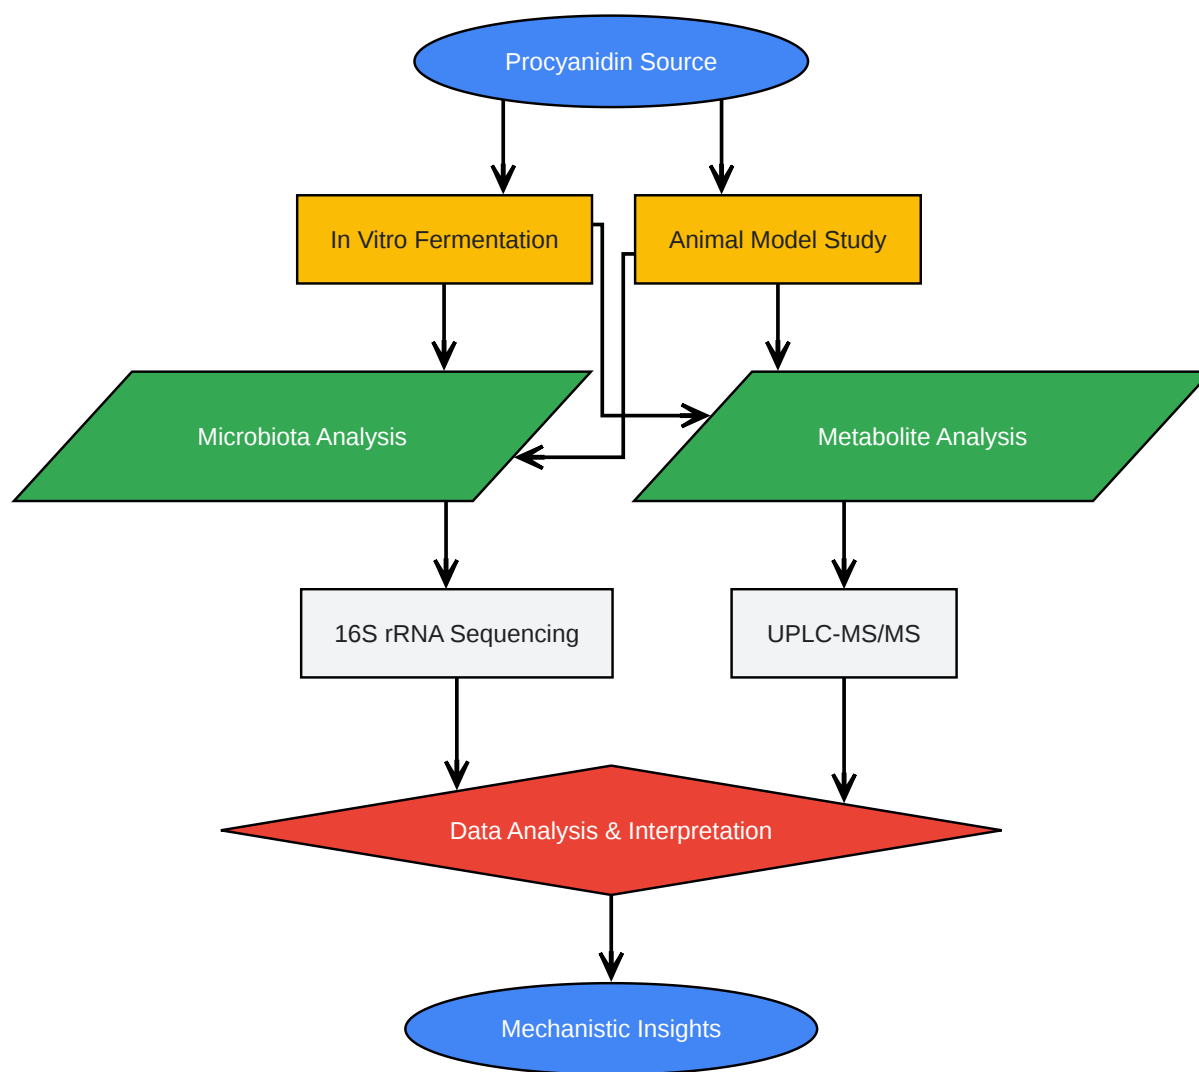 Procyanidin Source
In Vitro Fermentation
Animal Model Study
Microbiota Analysis
Metabolite Analysis
16S rRNA Sequencing
UPLC-MS/MS
Data Analysis & Interpretation
Mechanistic Insights